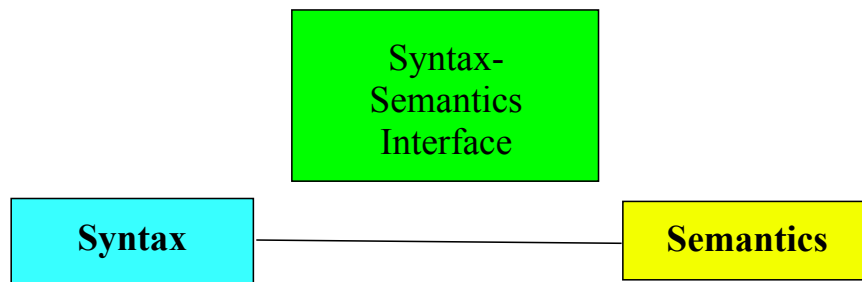 Syntax-
Semantics
Interface
Syntax
Semantics